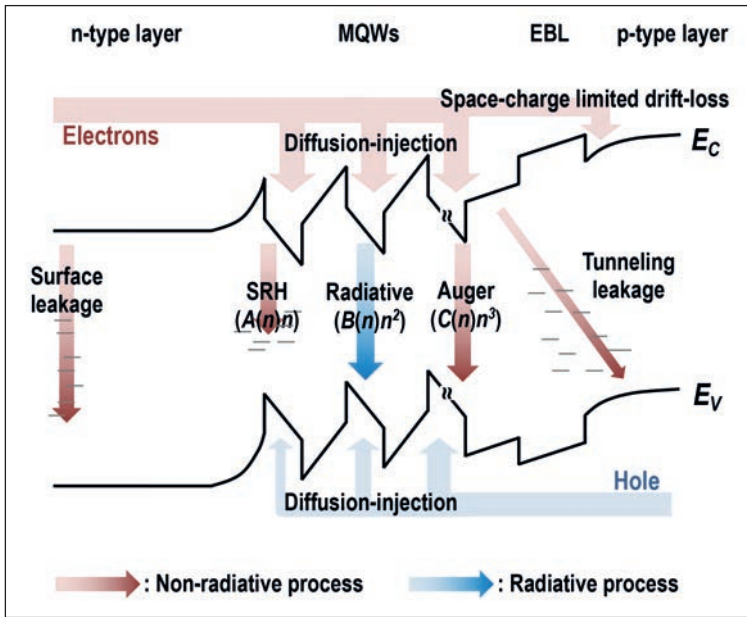 n-type layer
MQWs
EBL
p-type layer
Space-charge limited drift-loss
Electrons
Diffusion-injection
E_C
Surface
leakage
SRH
(A(n)n)
Radiative
(B(n)n²)
Auger
(C(n)n³)
Tunneling
leakage
E_V
Diffusion-injection
Hole
: Non-radiative process
: Radiative process